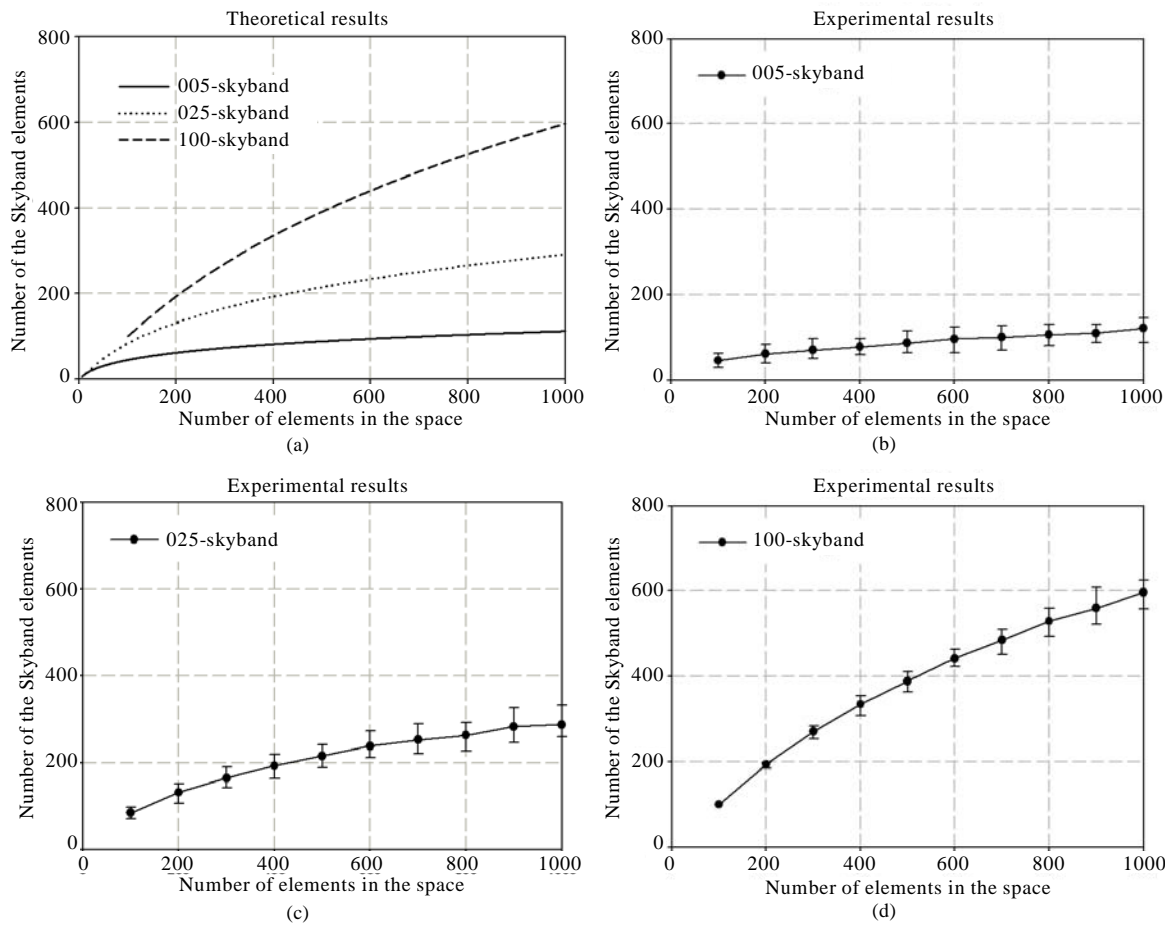 Theoretical results
800
600
400
200
0
005-skyband
025-skyband
100-skyband
Number of the Skyband elements
0 200 400 600 800 1000
Number of elements in the space
(a)
Experimental results
800
600
400
200
0
005-skyband
Number of the Skyband elements
0 200 400 600 800 1000
Number of elements in the space
(b)
Experimental results
800
600
400
200
0
025-skyband
Number of the Skyband elements
0 200 400 600 800 1000
Number of elements in the space
(c)
Experimental results
800
600
400
200
0
100-skyband
Number of the Skyband elements
0 200 400 600 800 1000
Number of elements in the space
(d)